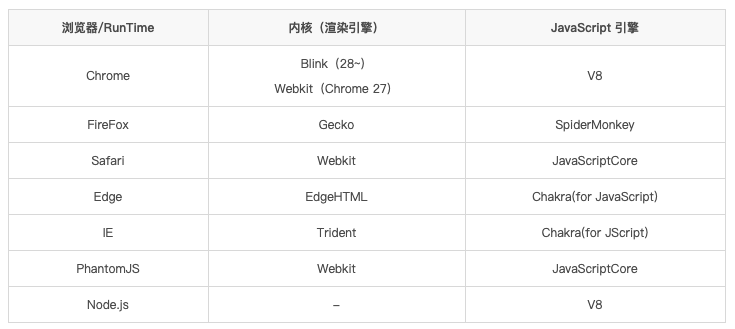 浏览器/RunTime 内核（渲染引擎） JavaScript 引擎
Chrome Blink（28~） V8
Webkit（Chrome 27）
FireFox Gecko SpiderMonkey
Safari Webkit JavaScriptCore
Edge EdgeHTML Chakra(for JavaScript)
IE Trident Chakra(for JScript)
PhantomJS Webkit JavaScriptCore
Node.js – V8